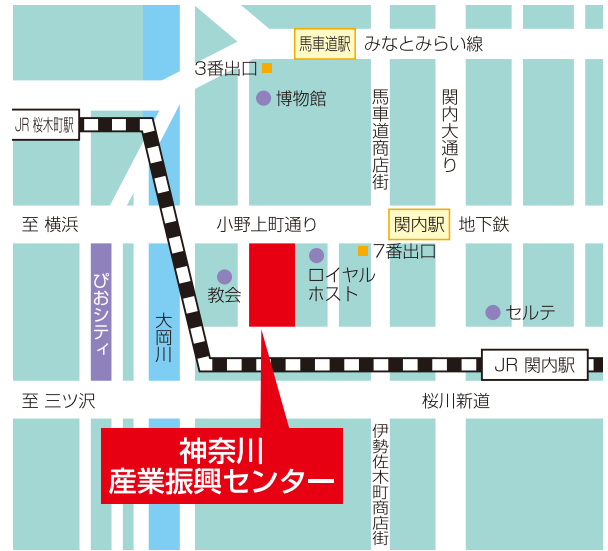 馬車道駅
みなとみらい線
3番出口
博物館
馬車道商店街
関内大通り
JR 桜木町駅
至 横浜
小野上町通り
関内駅
地下鉄
7番出口
ロイヤル
ホスト
教会
ぴおシティ
大岡川
セルテ
JR 関内駅
至 三ツ沢
桜川新道
神奈川
産業振興センター
伊勢佐木町商店街